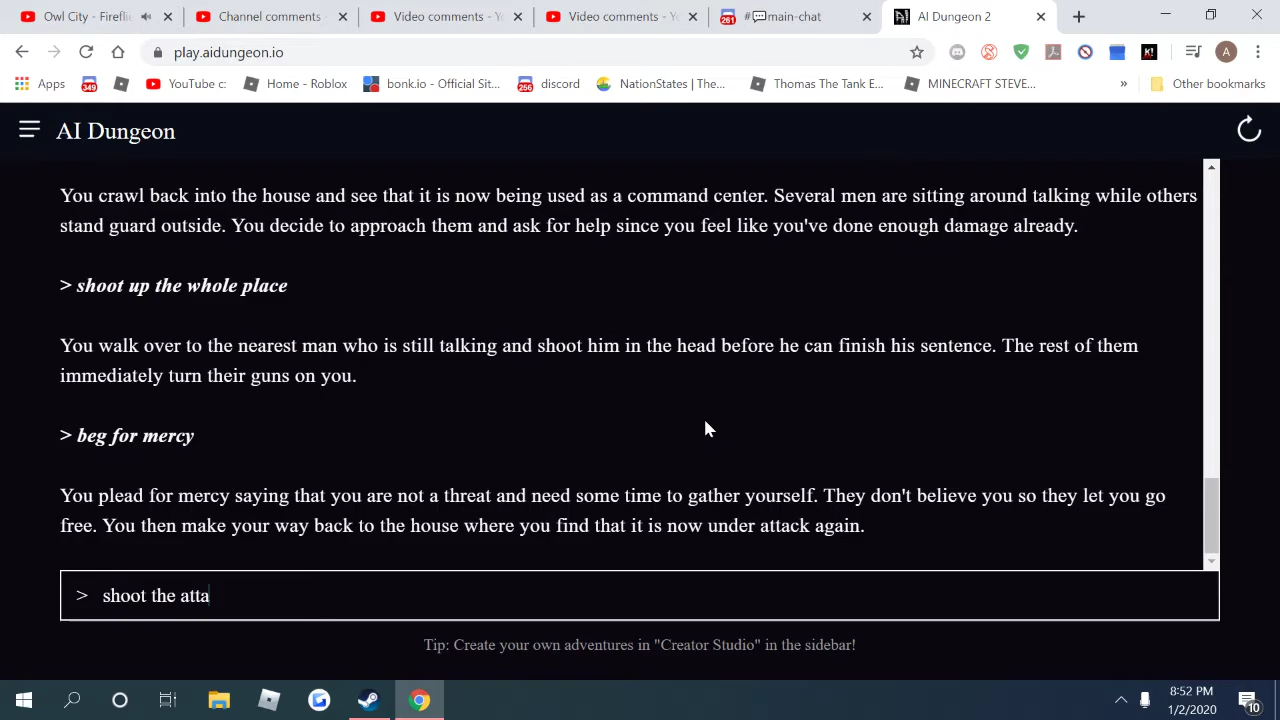 Owl City - Fireflie
Channel comments -
Video comments - Y
Video comments - Y
261 #💬main-chat
AI Dungeon 2
play.aidungeon.io
A
Apps
349
YouTube c:
Home - Roblox
bonk.io - Official Sit...
256 discord
NationStates | The...
Thomas The Tank E...
MINECRAFT STEVE...
»
Other bookmarks
AI Dungeon
You crawl back into the house and see that it is now being used as a command center. Several men are sitting around talking while others
stand guard outside. You decide to approach them and ask for help since you feel like you've done enough damage already.
> shoot up the whole place
You walk over to the nearest man who is still talking and shoot him in the head before he can finish his sentence. The rest of them
immediately turn their guns on you.
> beg for mercy
You plead for mercy saying that you are not a threat and need some time to gather yourself. They don't believe you so they let you go
free. You then make your way back to the house where you find that it is now under attack again.
> shoot the atta
Tip: Create your own adventures in "Creator Studio" in the sidebar!
8:52 PM
1/2/2020
10